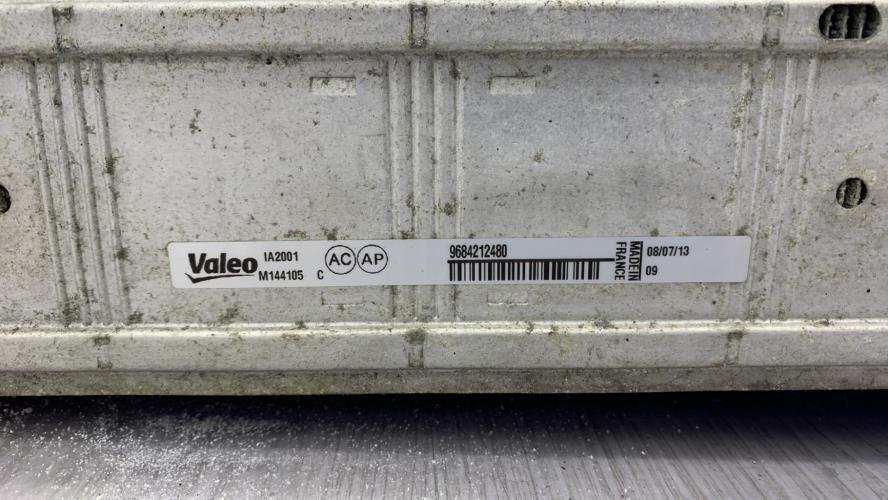 Valeo
IA2001
M144105 C
AC AP
9684212480
MADE IN
FRANCE
08/07/13
09